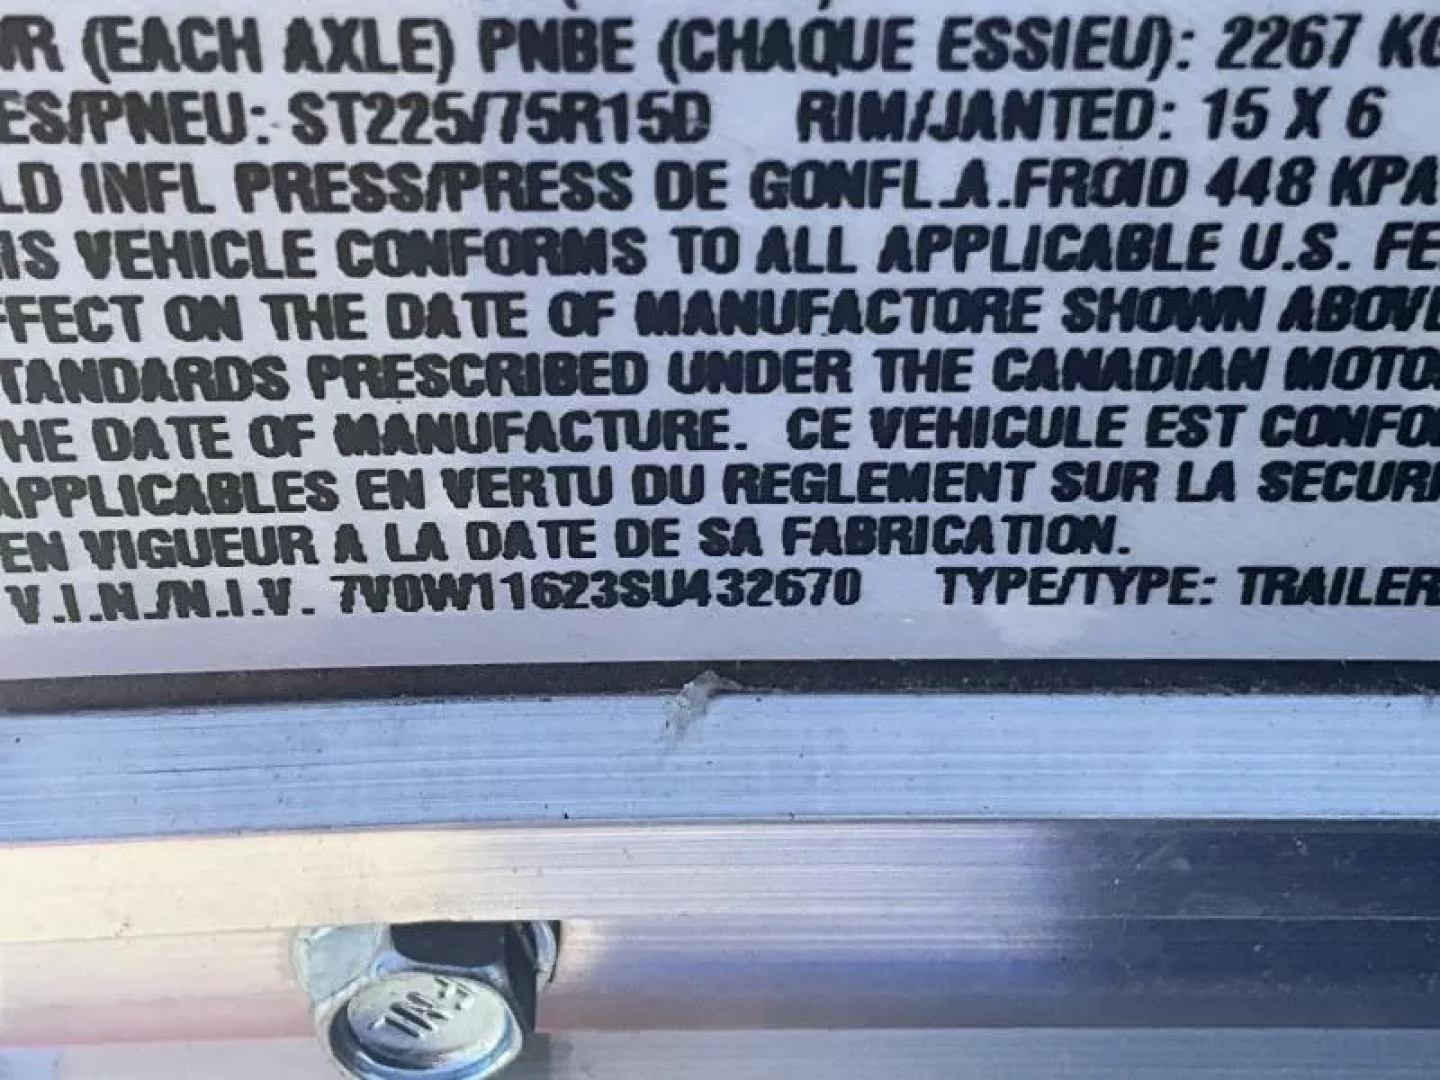 (EACH AXLE) PNBE (CHAQUE ESSIEU): 2267 KG
ES/PNEU: ST225/75R15D RIM/JANTED: 15 X 6
LD INFL PRESS/PRESS DE GONFL.A.FROID 448 KPA
IS VEHICLE CONFORMS TO ALL APPLICABLE U.S. FE
FFECT ON THE DATE OF MANUFACTORE SHOWN ABOVE
TANDARDS PRESCRIBED UNDER THE CANADIAN MOTO
HE DATE OF MANUFACTURE. CE VEHICULE EST CONFO
APPLICABLES EN VERTU DU REGLEMENT SUR LA SECURI
EN VIGUEUR A LA DATE DE SA FABRICATION.
V.I.N./N.I.V. 7V0W11623SU432670 TYPE/TYPE: TRAILER